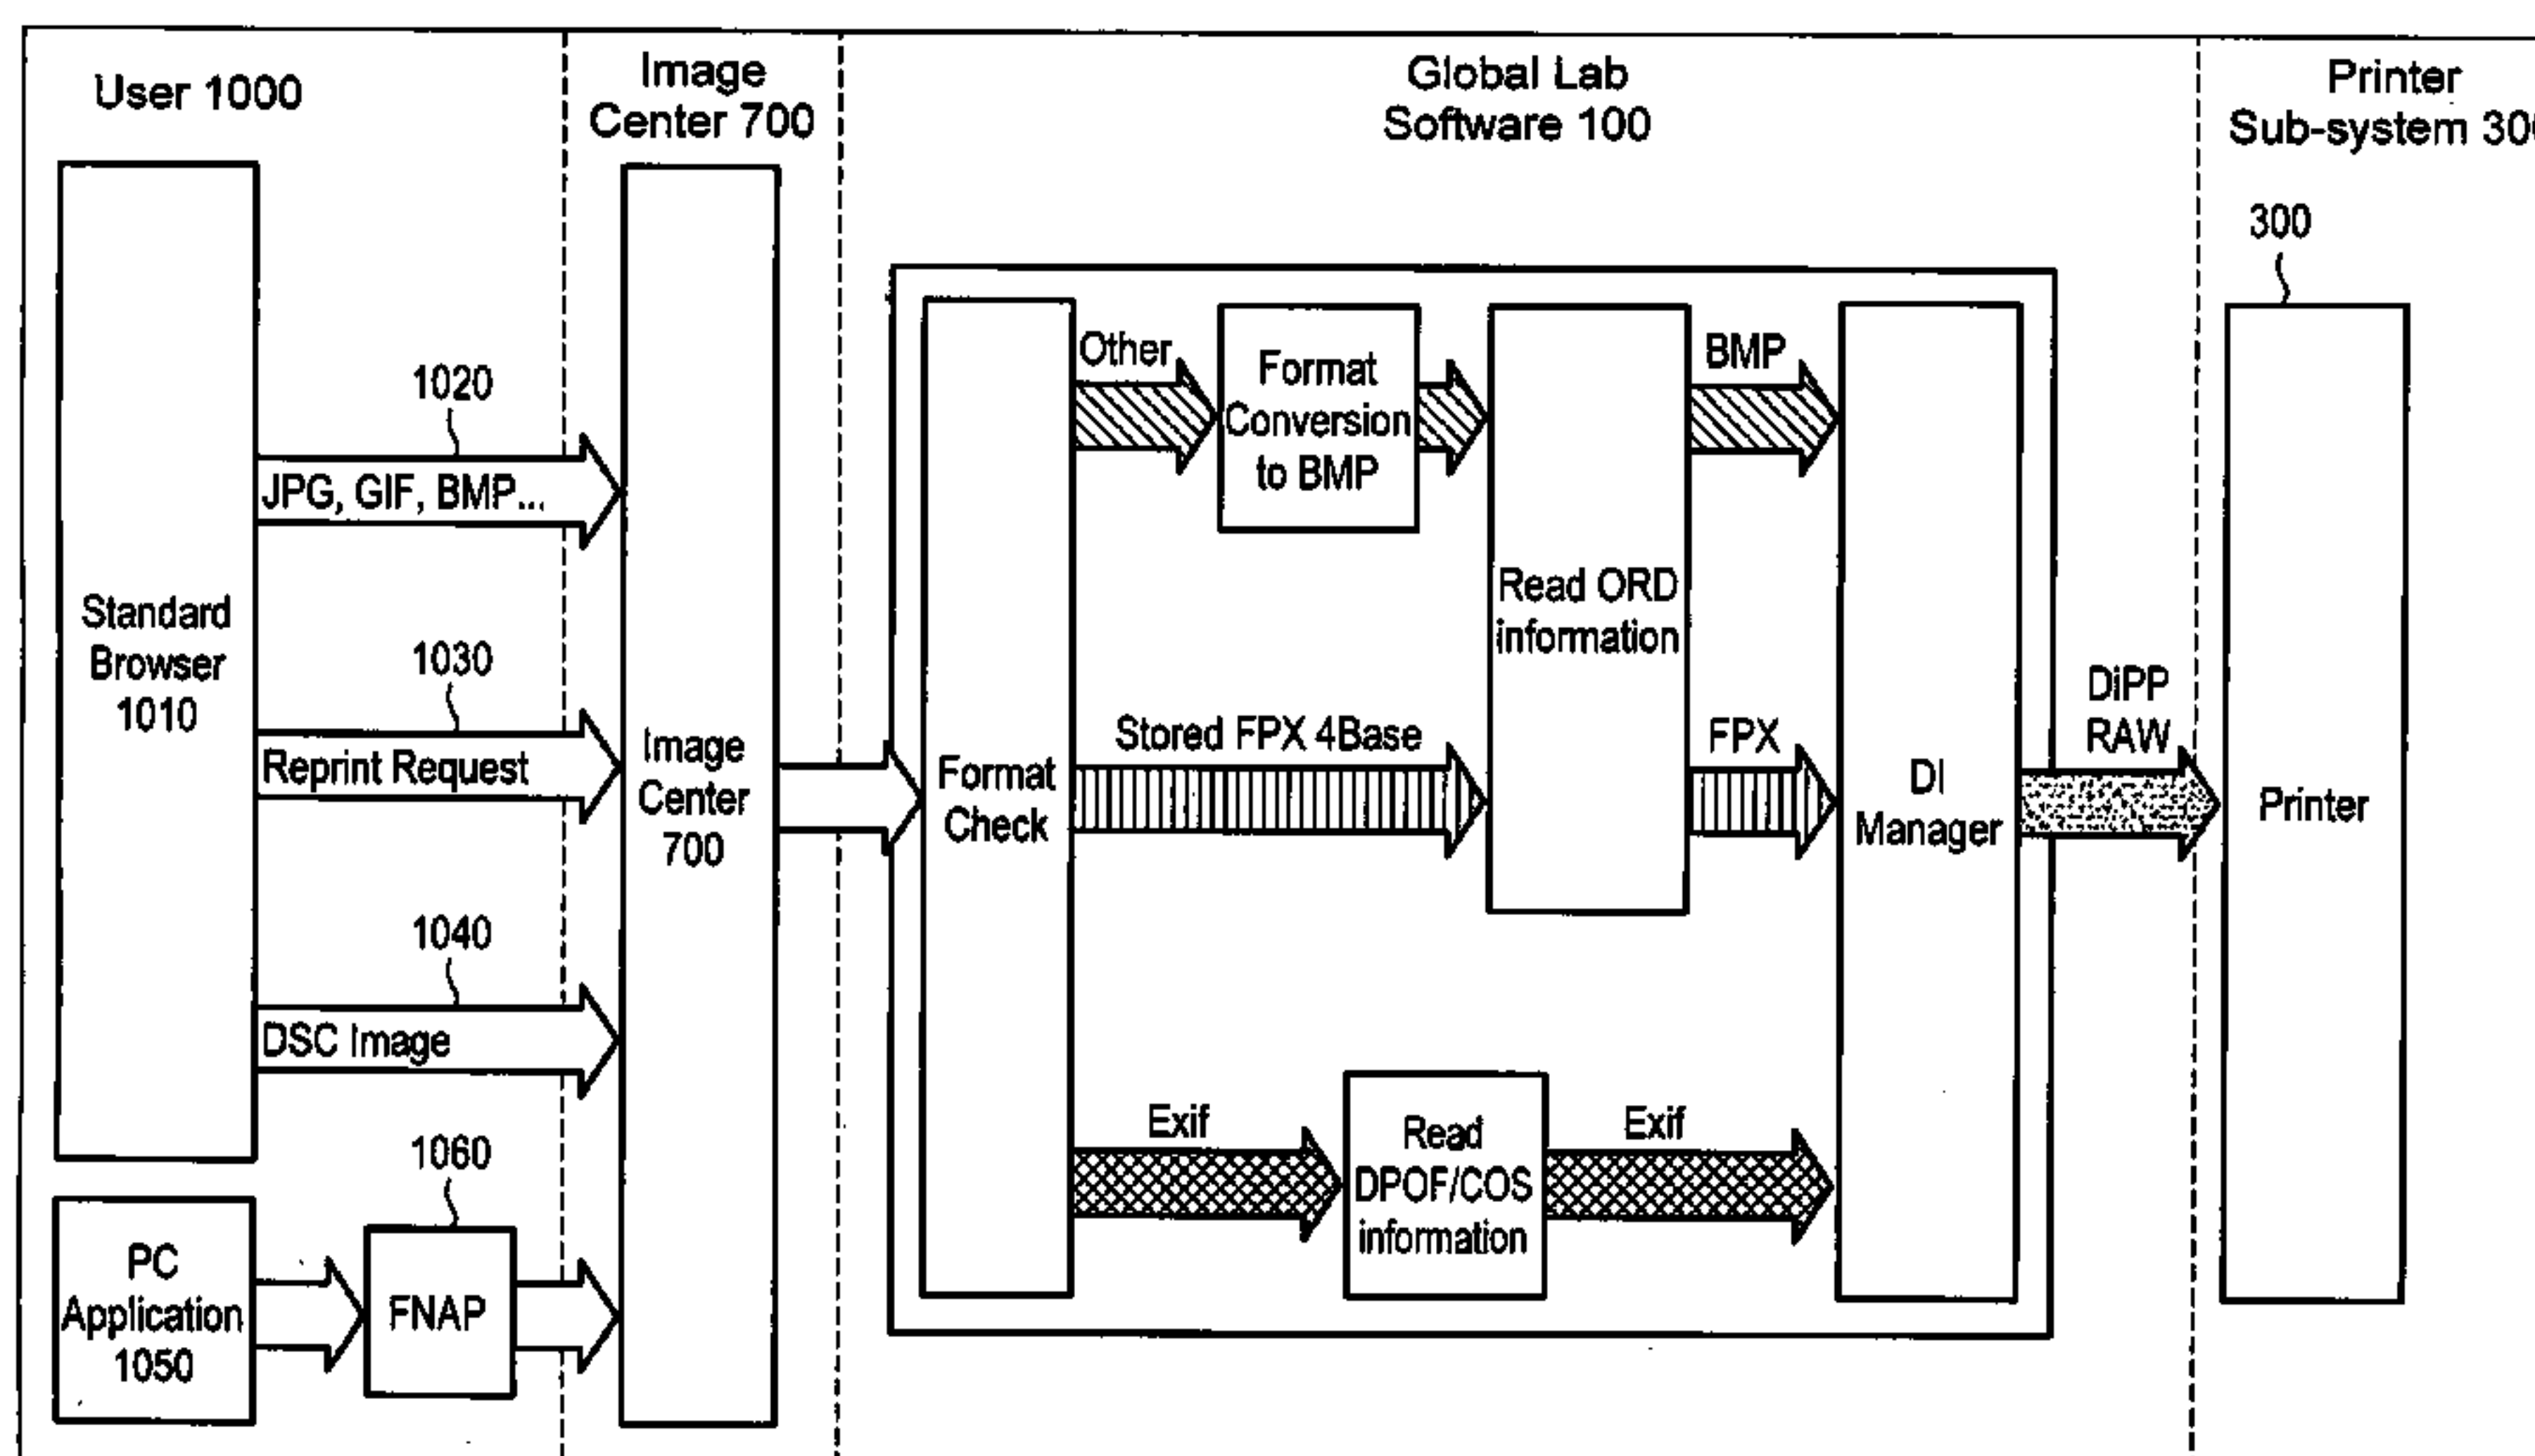 User 1000
Image
Center 700
Global Lab
Software 100
Printer
Sub-system 300
Standard
Browser
1010
1020
JPG, GIF, BMP...
1030
Reprint Request
1040
DSC Image
PC
Application
1050
1060
FNAP
Image
Center
700
Format
Check
Other
Format
Conversion
to BMP
Read ORD
information
BMP
Stored FPX 4Base
FPX
Exif
Read
DPOF/COS
information
Exif
DI
Manager
DiPP
RAW
300
Printer